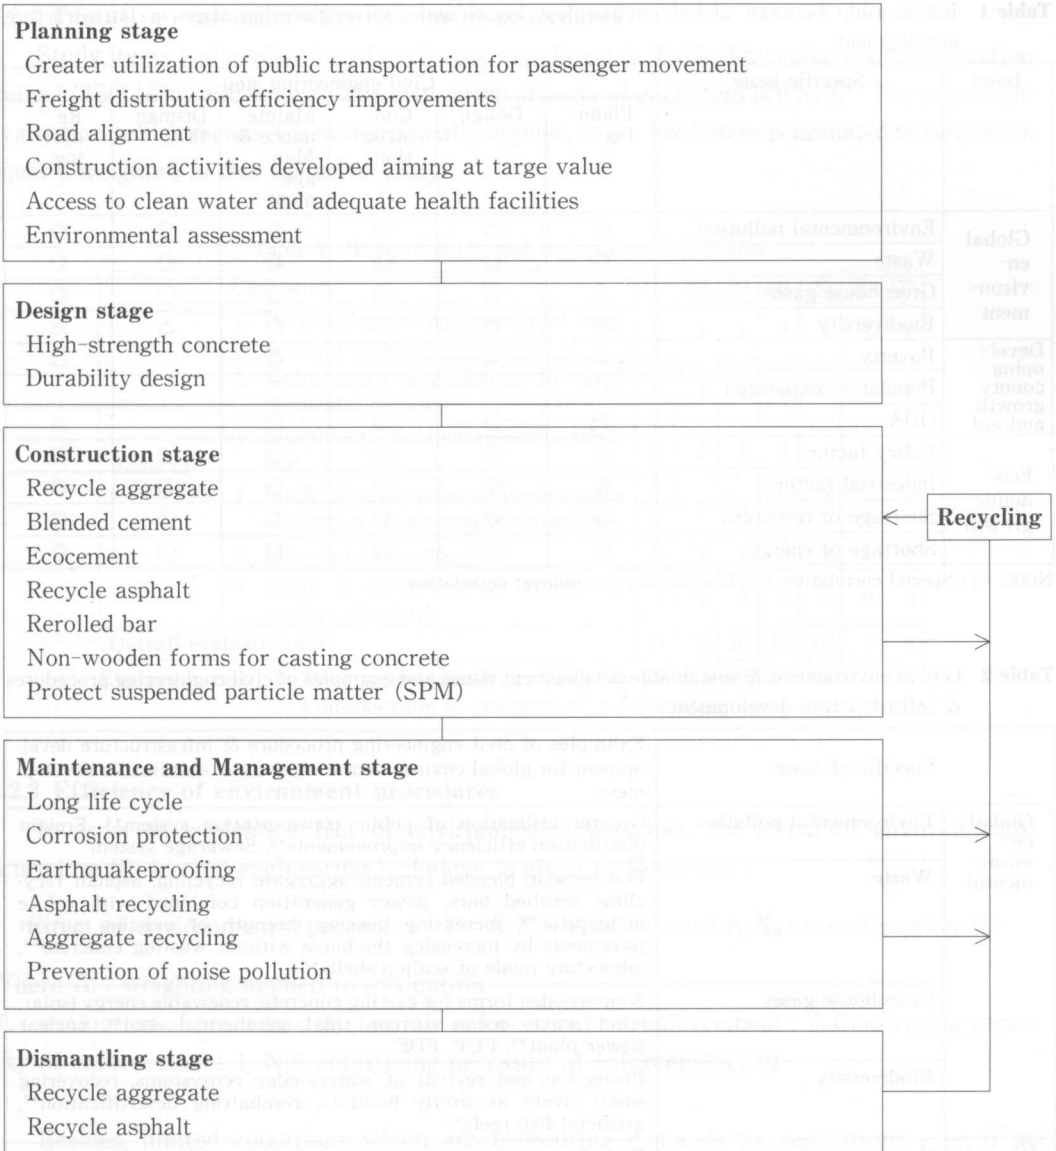 Planning stage
Greater utilization of public transportation for passenger movement
Freight distribution efficiency improvements
Road alignment
Construction activities developed aiming at targe value
Access to clean water and adequate health facilities
Environmental assessment
Design stage
High-strength concrete
Durability design
Construction stage
Recycle aggregate
Blended cement
Ecocement
Recycle asphalt
Rerolled bar
Non-wooden forms for casting concrete
Protect suspended particle matter (SPM)
Recycling
Maintenance and Management stage
Long life cycle
Corrosion protection
Earthquakeproofing
Asphalt recycling
Aggregate recycling
Prevention of noise pollution
Dismantling stage
Recycle aggregate
Recycle asphalt